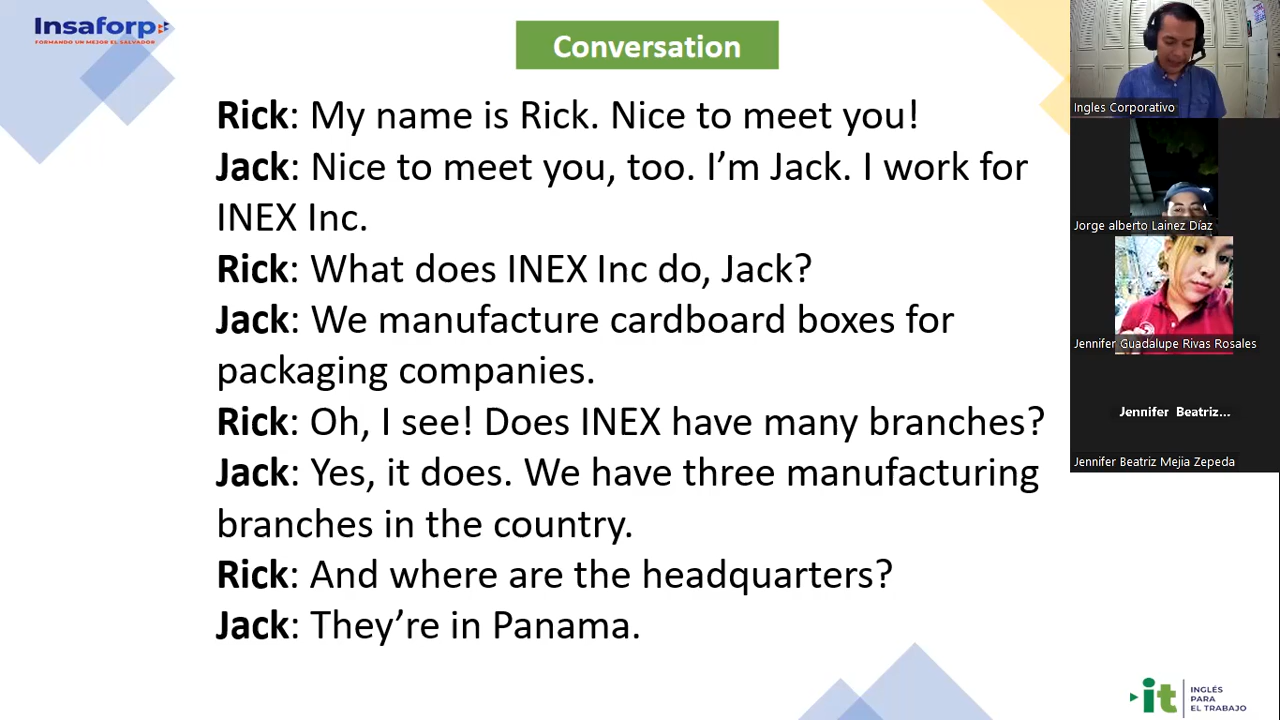 Insaforp
FORMANDO UN MEJOR EL SALVADOR
Conversation
Rick: My name is Rick. Nice to meet you!
Jack: Nice to meet you, too. I’m Jack. I work for
INEX Inc.
Rick: What does INEX Inc do, Jack?
Jack: We manufacture cardboard boxes for
packaging companies.
Rick: Oh, I see! Does INEX have many branches?
Jack: Yes, it does. We have three manufacturing
branches in the country.
Rick: And where are the headquarters?
Jack: They’re in Panama.
Ingles Corporativo
Jorge alberto Lainez Díaz
Jennifer Guadalupe Rivas Rosales
Jennifer Beatriz...
Jennifer Beatriz Mejia Zepeda
it
INGLÉS
PARA
EL TRABAJO